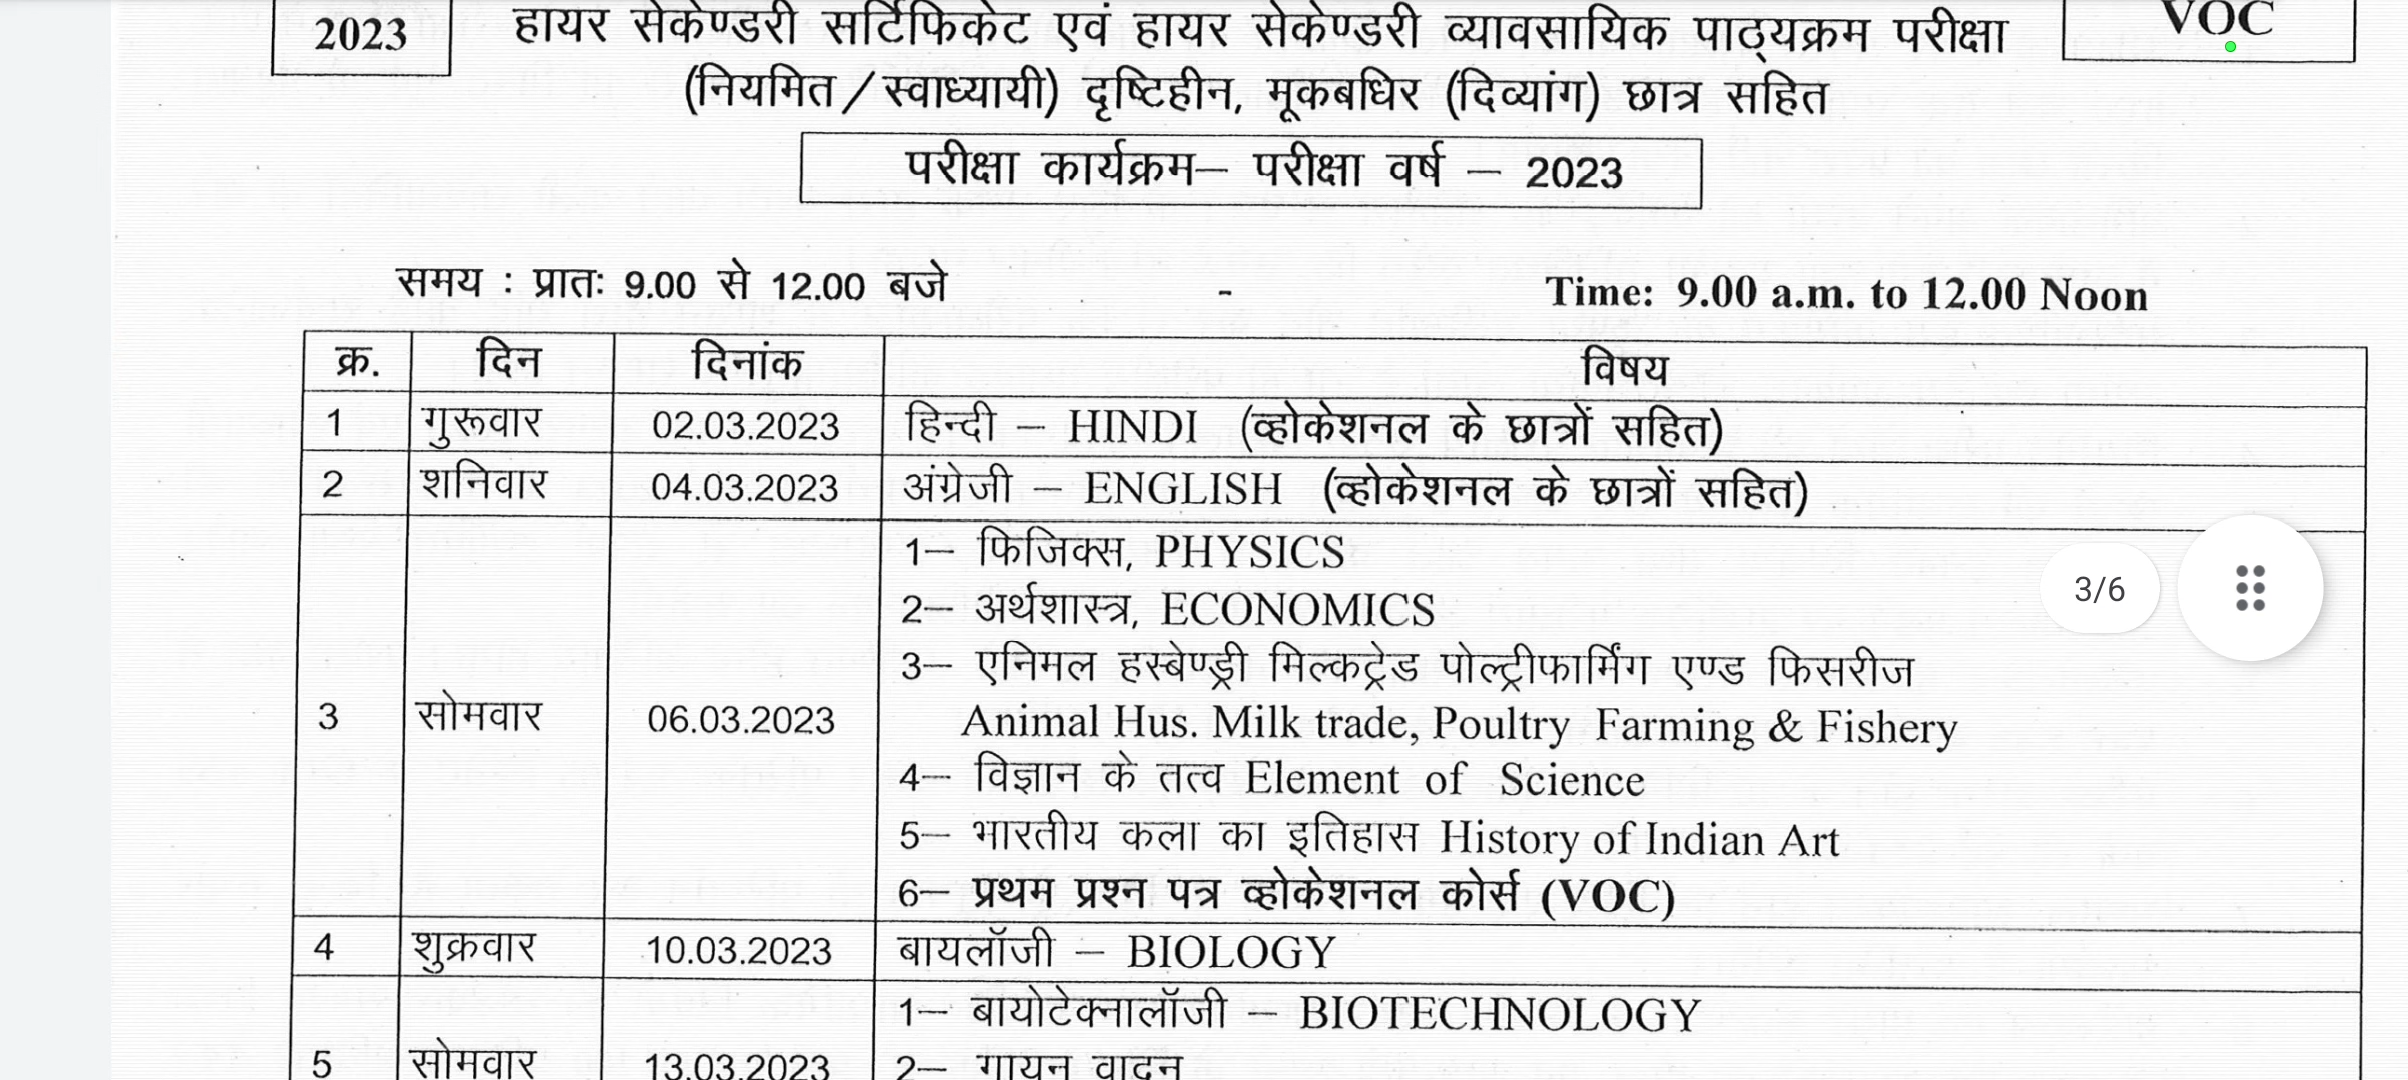 2023
हायर सेकेण्डरी सर्टिफिकेट एवं हायर सेकेण्डरी व्यावसायिक पाठ्यक्रम परीक्षा
VOC
(नियमित / स्वाध्यायी) दृष्टिहीन, मूकबधिर (दिव्यांग) छात्र सहित
परीक्षा कार्यक्रम– परीक्षा वर्ष – 2023
समय : प्रातः 9.00 से 12.00 बजे - Time: 9.00 a.m. to 12.00 Noon
क्र. दिन दिनांक विषय
1 गुरूवार 02.03.2023 हिन्दी – HINDI (व्होकेशनल के छात्रों सहित)
2 शनिवार 04.03.2023 अंग्रेजी – ENGLISH (व्होकेशनल के छात्रों सहित)
3 सोमवार 06.03.2023
1– फिजिक्स, PHYSICS
2– अर्थशास्त्र, ECONOMICS
3– एनिमल हस्बेण्ड्री मिल्कट्रेड पोल्ट्रीफार्मिंग एण्ड फिसरीज
Animal Hus. Milk trade, Poultry Farming & Fishery
4– विज्ञान के तत्व Element of Science
5– भारतीय कला का इतिहास History of Indian Art
6– प्रथम प्रश्न पत्र व्होकेशनल कोर्स (VOC)
3/6
4 शुक्रवार 10.03.2023 बायलॉजी – BIOLOGY
5 सोमवार 13.03.2023
1– बायोटेक्नालॉजी – BIOTECHNOLOGY
2– गायन वादन